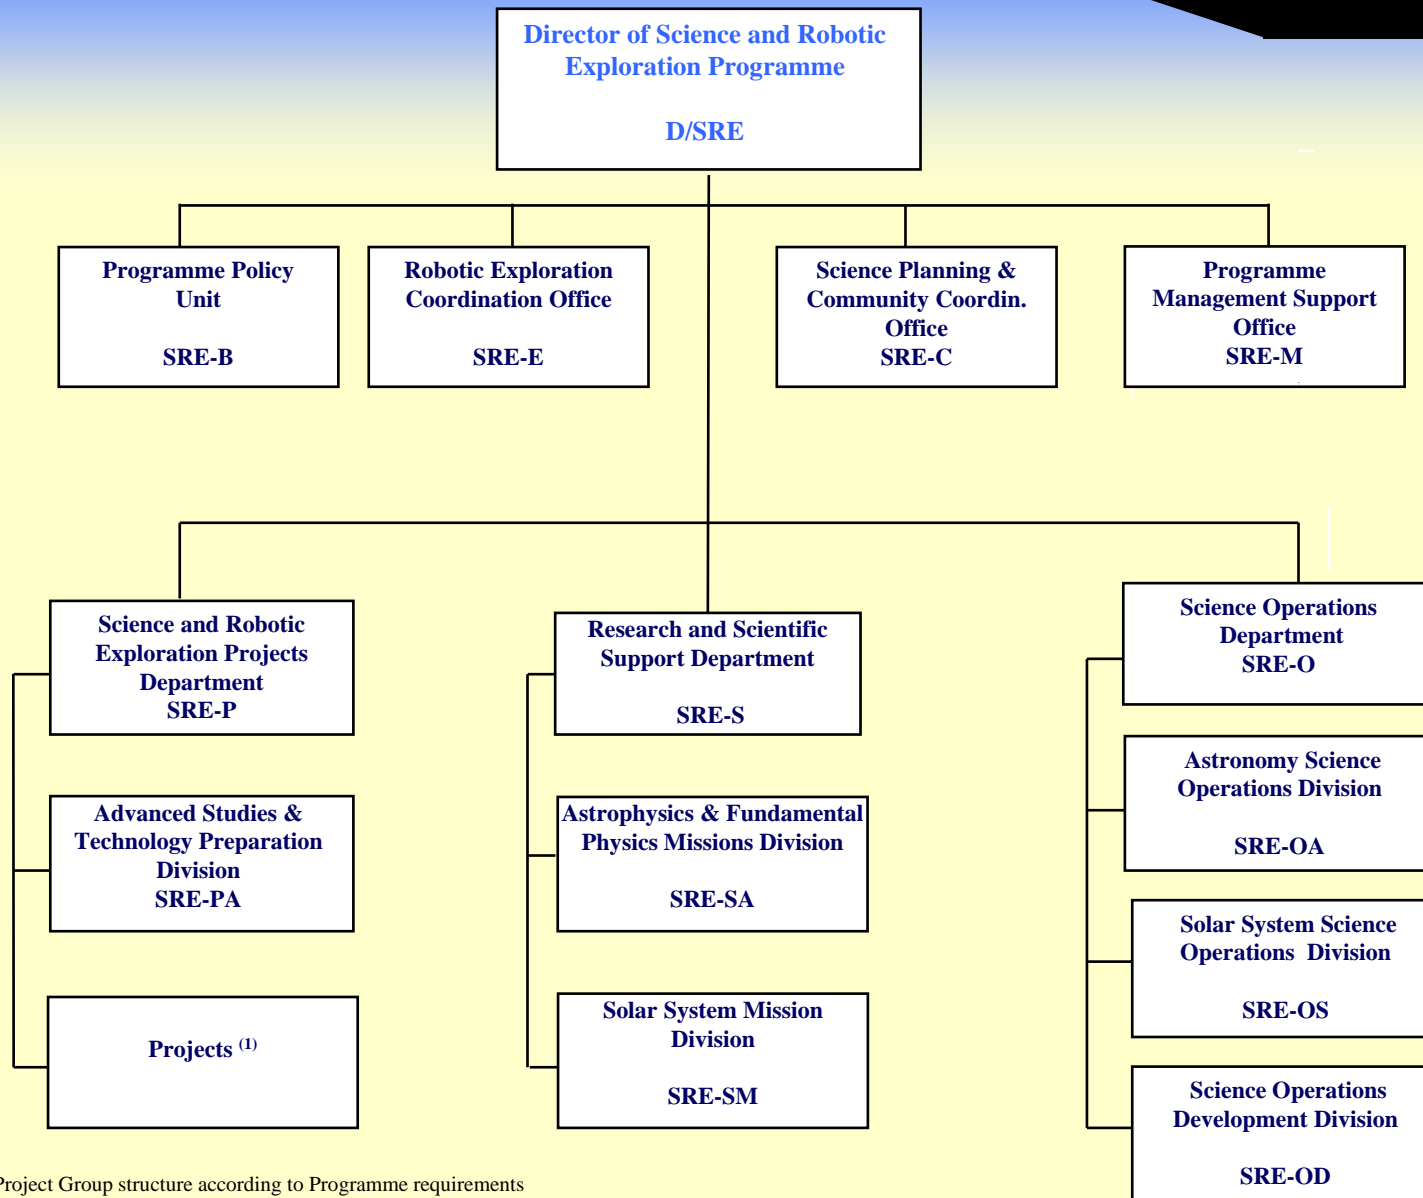 Director of Science and Robotic
Exploration Programme
D/SRE
Programme Policy
Unit
SRE-B
Robotic Exploration
Coordination Office
SRE-E
Science Planning &
Community Coordin.
Office
SRE-C
Programme
Management Support
Office
SRE-M
Science and Robotic
Exploration Projects
Department
SRE-P
Research and Scientific
Support Department
SRE-S
Science Operations
Department
SRE-O
Advanced Studies &
Technology Preparation
Division
SRE-PA
Astrophysics & Fundamental
Physics Missions Division
SRE-SA
Astronomy Science
Operations Division
SRE-OA
Solar System Science
Operations Division
SRE-OS
Projects (1)
Solar System Mission
Division
SRE-SM
Science Operations
Development Division
SRE-OD
Project Group structure according to Programme requirements